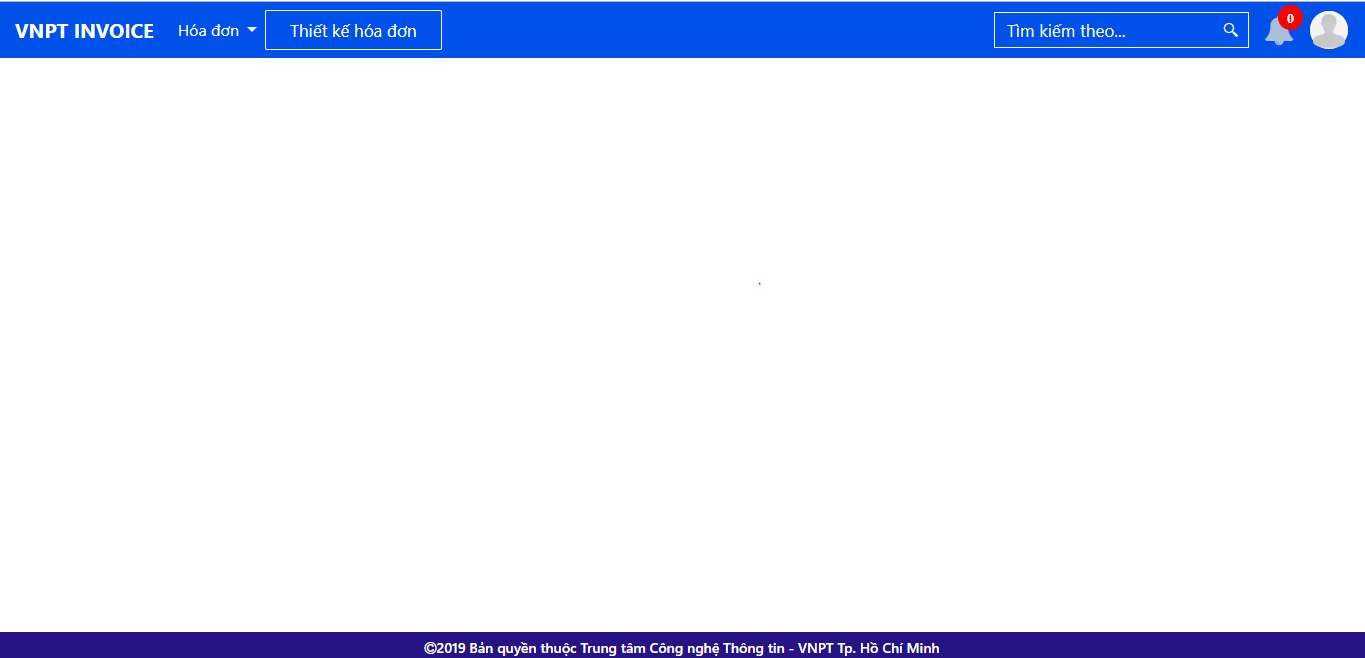 VNPT INVOICE Hóa đơn Thiết kế hóa đơn Tìm kiếm theo... 0
©2019 Bản quyền thuộc Trung tâm Công nghệ Thông tin - VNPT Tp. Hồ Chí Minh